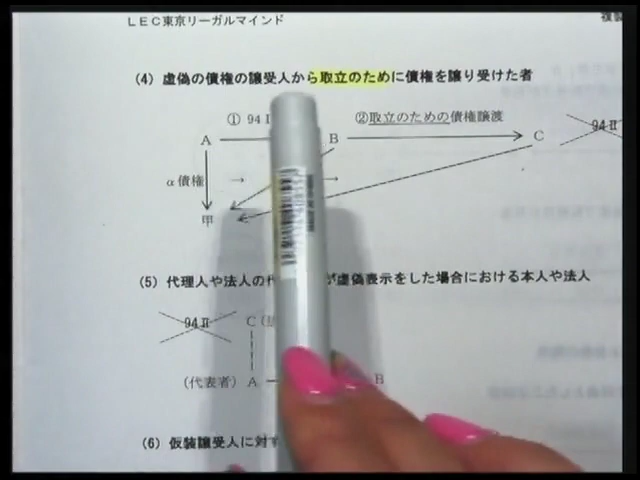 LEC東京リーガルマインド
複製
(4) 虚偽の債権の譲受人から取立のために債権を譲り受けた者
① 94 I
②取立のための債権譲渡
A
B
C
94Ⅱ
α債権
→
→
甲
(5) 代理人や法人の代
が虚偽表示をした場合における本人や法人
94Ⅱ
C
(代表者) A
B
(6) 仮装譲受人に対す